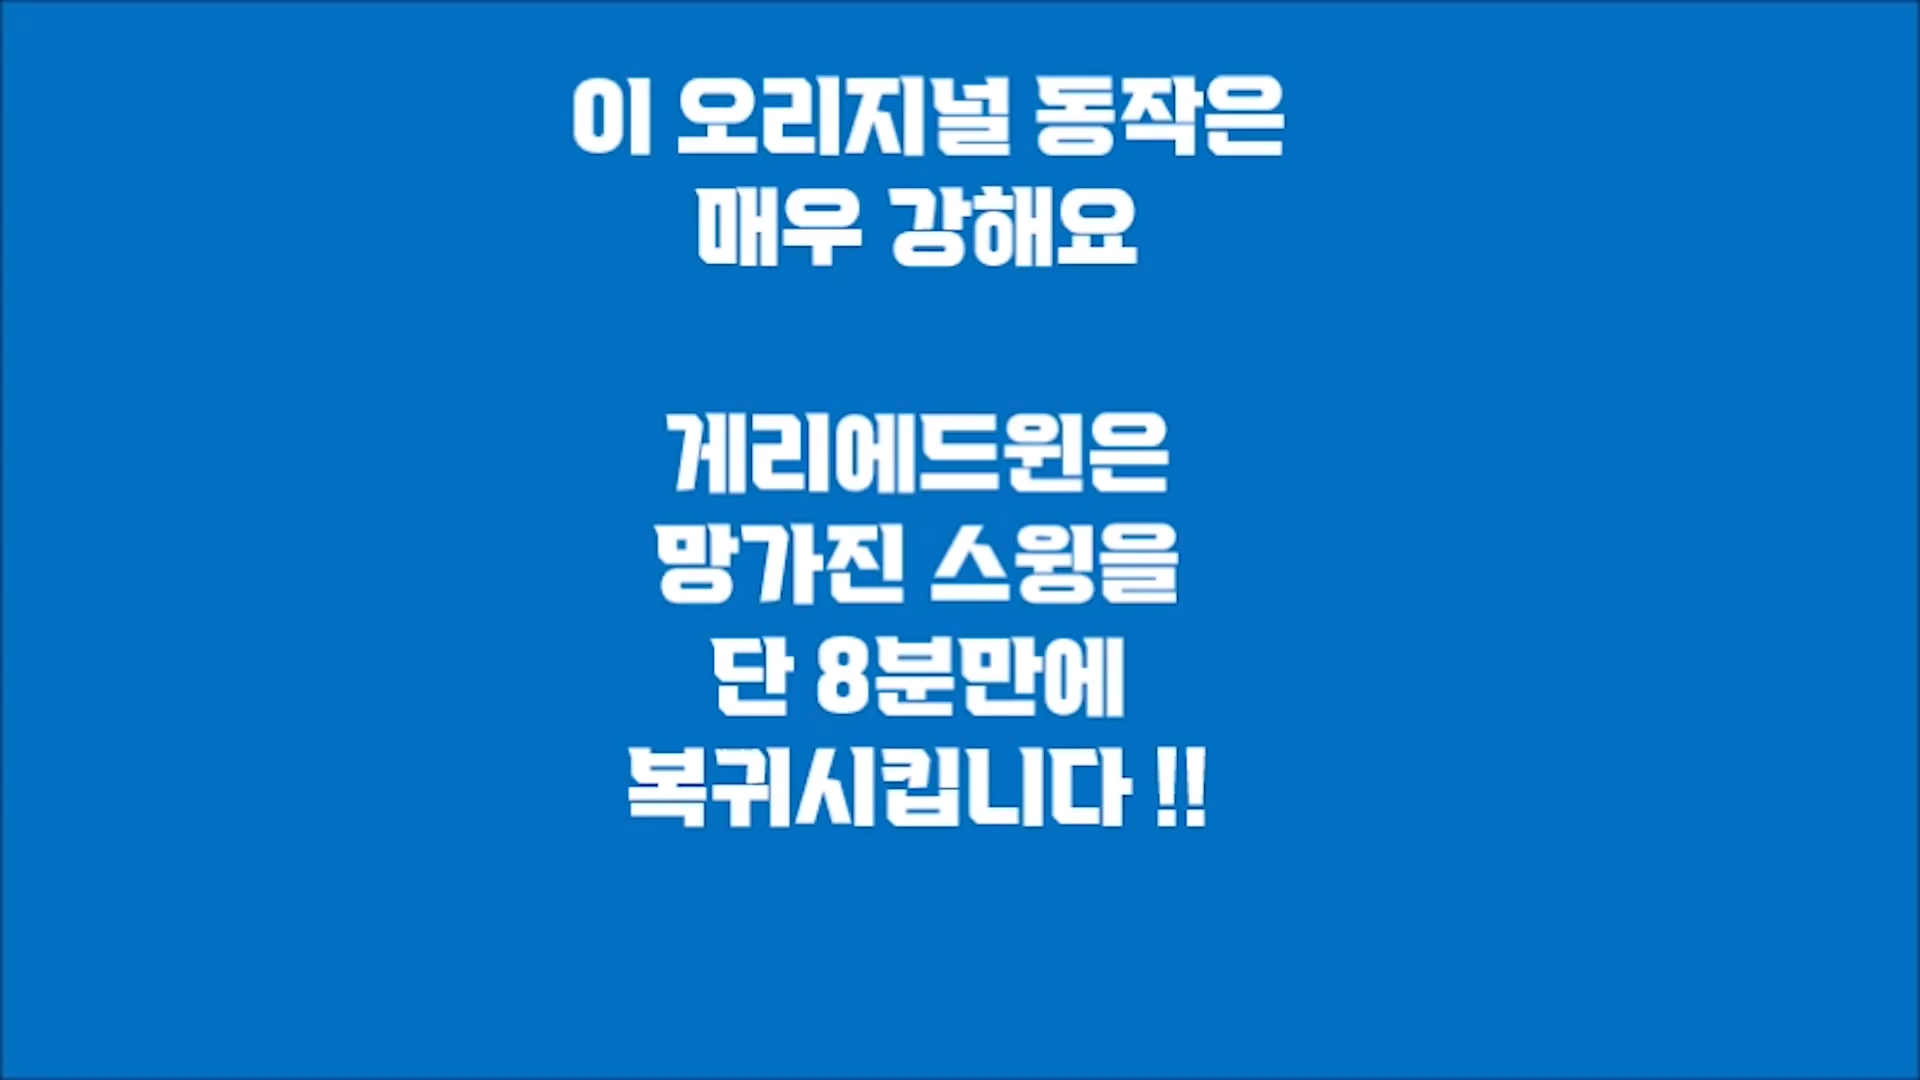 이 오리지널 동작은
매우 강해요
게리에드윈은
망가진 스윙을
단 8분만에
복귀시킵니다 !!